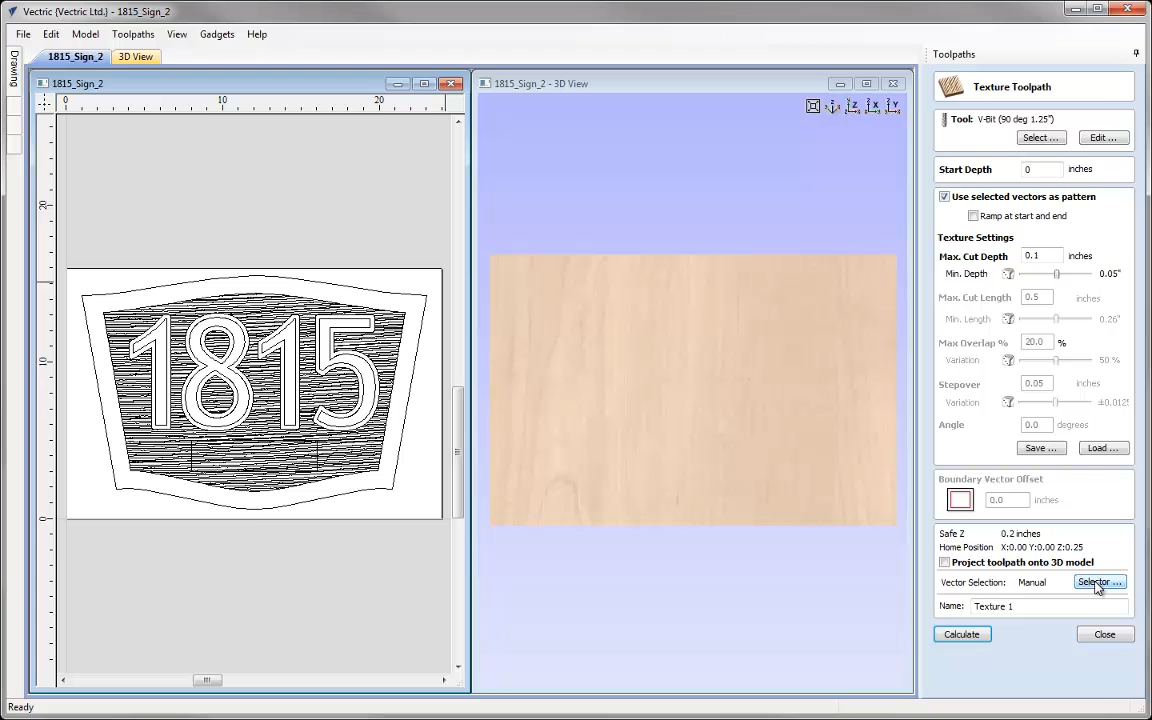 Vectric {Vectric Ltd.} - 1815_Sign_2
File Edit Model Toolpaths View Gadgets Help
Drawing
1815_Sign_2 3D View
1815_Sign_2
0 10 20
20
10
0
1815
1815_Sign_2 - 3D View
Z X Y
Toolpaths
Texture Toolpath
Tool: V-Bit (90 deg 1.25")
Select ... Edit ...
Start Depth 0 inches
Use selected vectors as pattern
Ramp at start and end
Texture Settings
Max. Cut Depth 0.1 inches
Min. Depth 0.05"
Max. Cut Length 0.5 inches
Min. Length 0.26"
Max Overlap % 20.0 %
Variation 50 %
Stepover 0.05 inches
Variation ±0.0125
Angle 0.0 degrees
Save ... Load ...
Boundary Vector Offset
0.0 inches
Safe Z 0.2 inches
Home Position X:0.00 Y:0.00 Z:0.25
Project toolpath onto 3D model
Vector Selection: Manual Selector ...
Name: Texture 1
Calculate Close
Ready